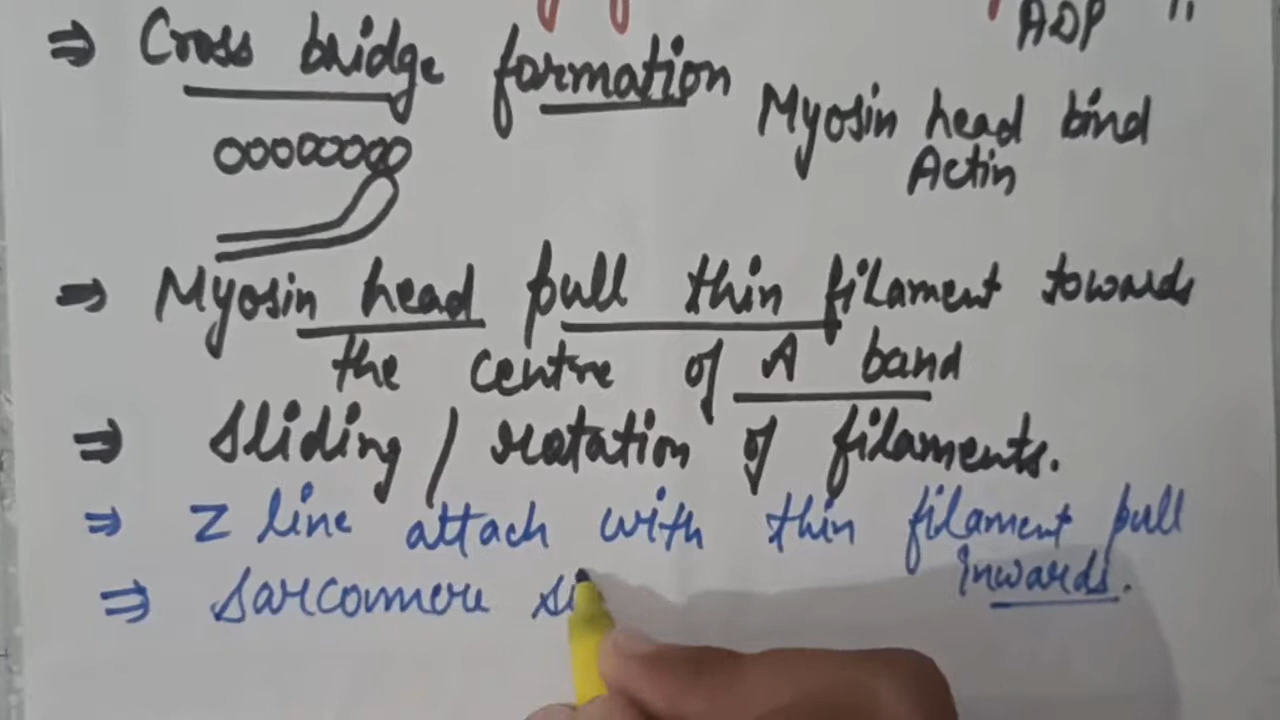 ADP "
⇒ Cross bridge formation
Myosin head bind
Actin
⇒ Myosin head pull thin filament towards
the centre of A band
⇒ Sliding / rotation of filaments.
⇒ Z line attach with thin filament pull
Inwards.
⇒ Sarcomere